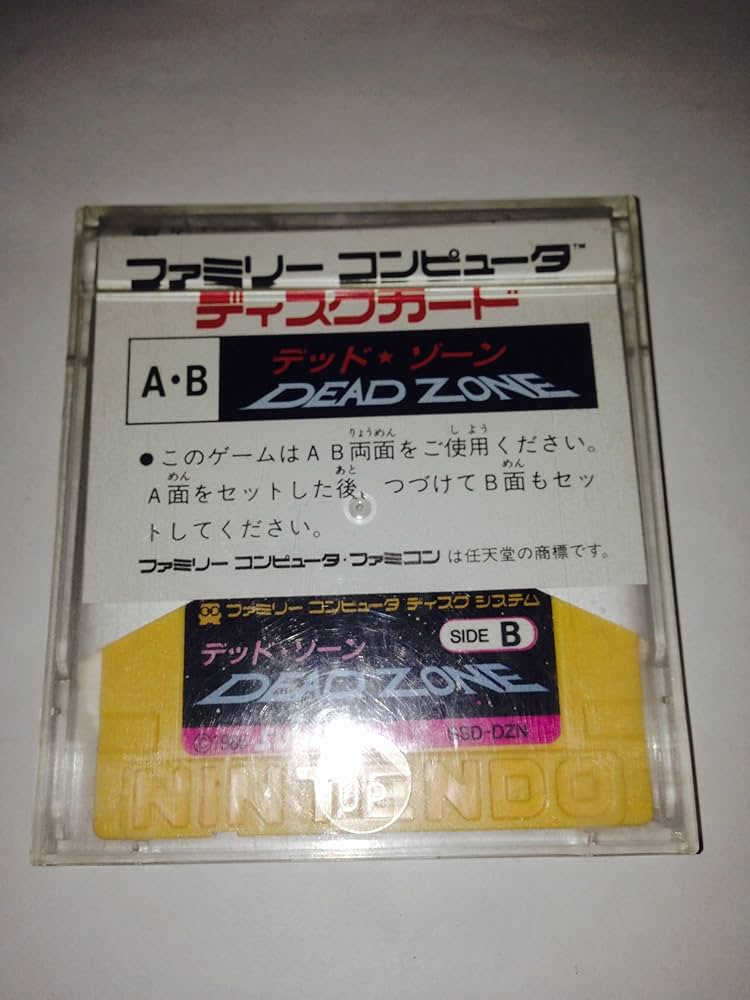 ファミリー コンピュータ™
ディスクカード
A・B
デッド★ゾーン
DEAD ZONE
●このゲームはAB両面をご使用ください。
A面をセットした後、つづけてB面もセッ
トしてください。
ファミリー コンピュータ・ファミコン は任天堂の商標です。
ファミリー コンピュータ ディスク システム
デッド・ゾーン
SIDE B
DEAD ZONE
-DZN
NINTENDO
UP